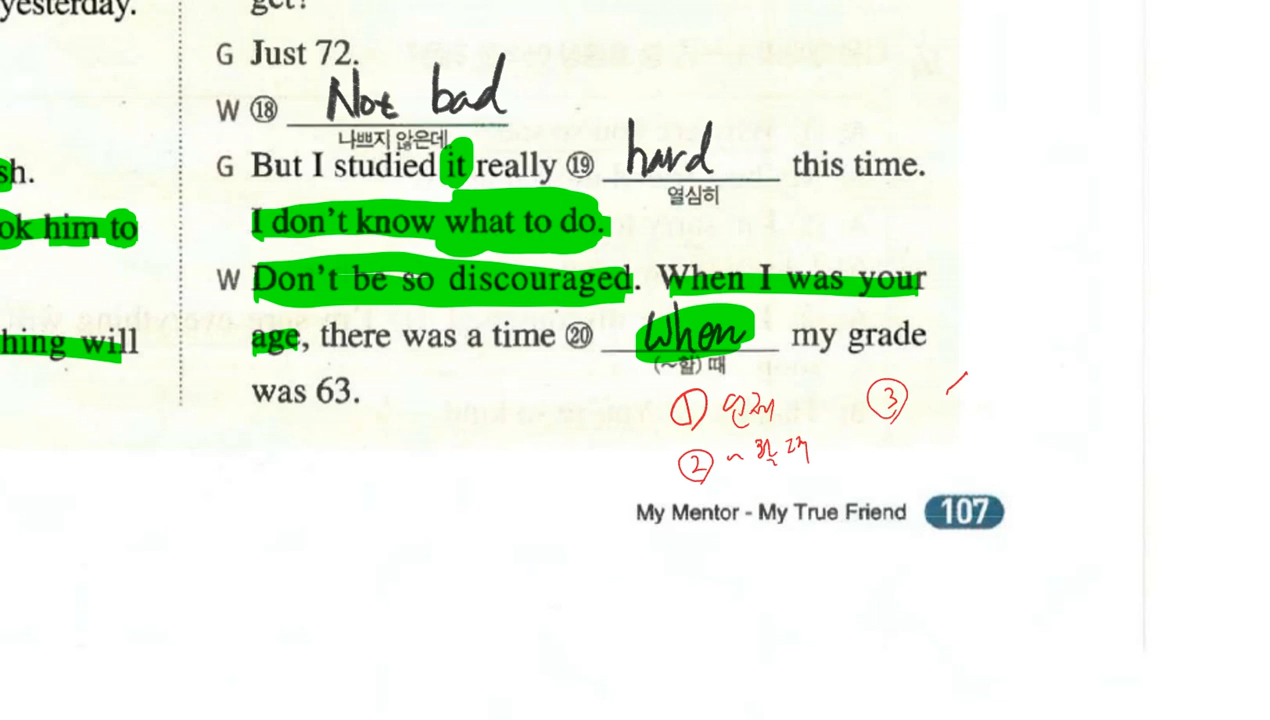 yesterday.
sh.
ok him to
hing will
get?
G Just 72.
W ⑱ Not bad
나쁘지 않은데.
G But I studied it really ⑲ hard this time.
열심히
I don't know what to do.
W Don't be so discouraged. When I was your
age, there was a time ⑳ when my grade
(~할) 때
was 63.
① 언제
② ~할 때
③
My Mentor - My True Friend 107